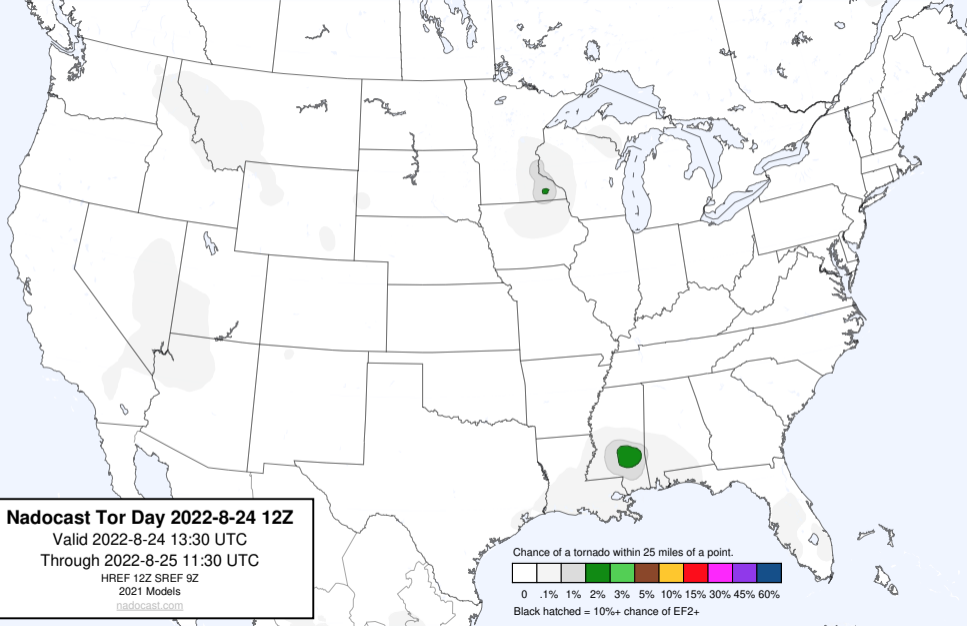 Nadocast Tor Day 2022-8-24 12Z
Valid 2022-8-24 13:30 UTC
Through 2022-8-25 11:30 UTC
HREF 12Z SREF 9Z
2021 Models
nadocast.com
Chance of a tornado within 25 miles of a point.
0 .1% 1% 2% 3% 5% 10% 15% 30% 45% 60%
Black hatched = 10%+ chance of EF2+